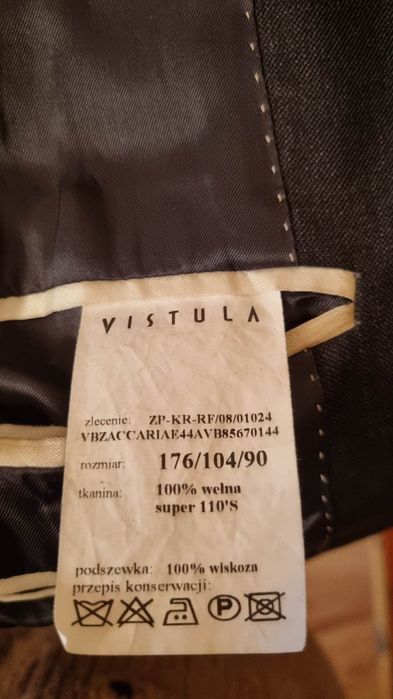 VISTULA
zlecenie: ZP-KR-RF/08/01024
VBZACCARIAE44AVB85670144
rozmiar: 176/104/90
tkanina: 100% wełna
super 110'S
podszewka: 100% wiskoza
przepis konserwacji:
P